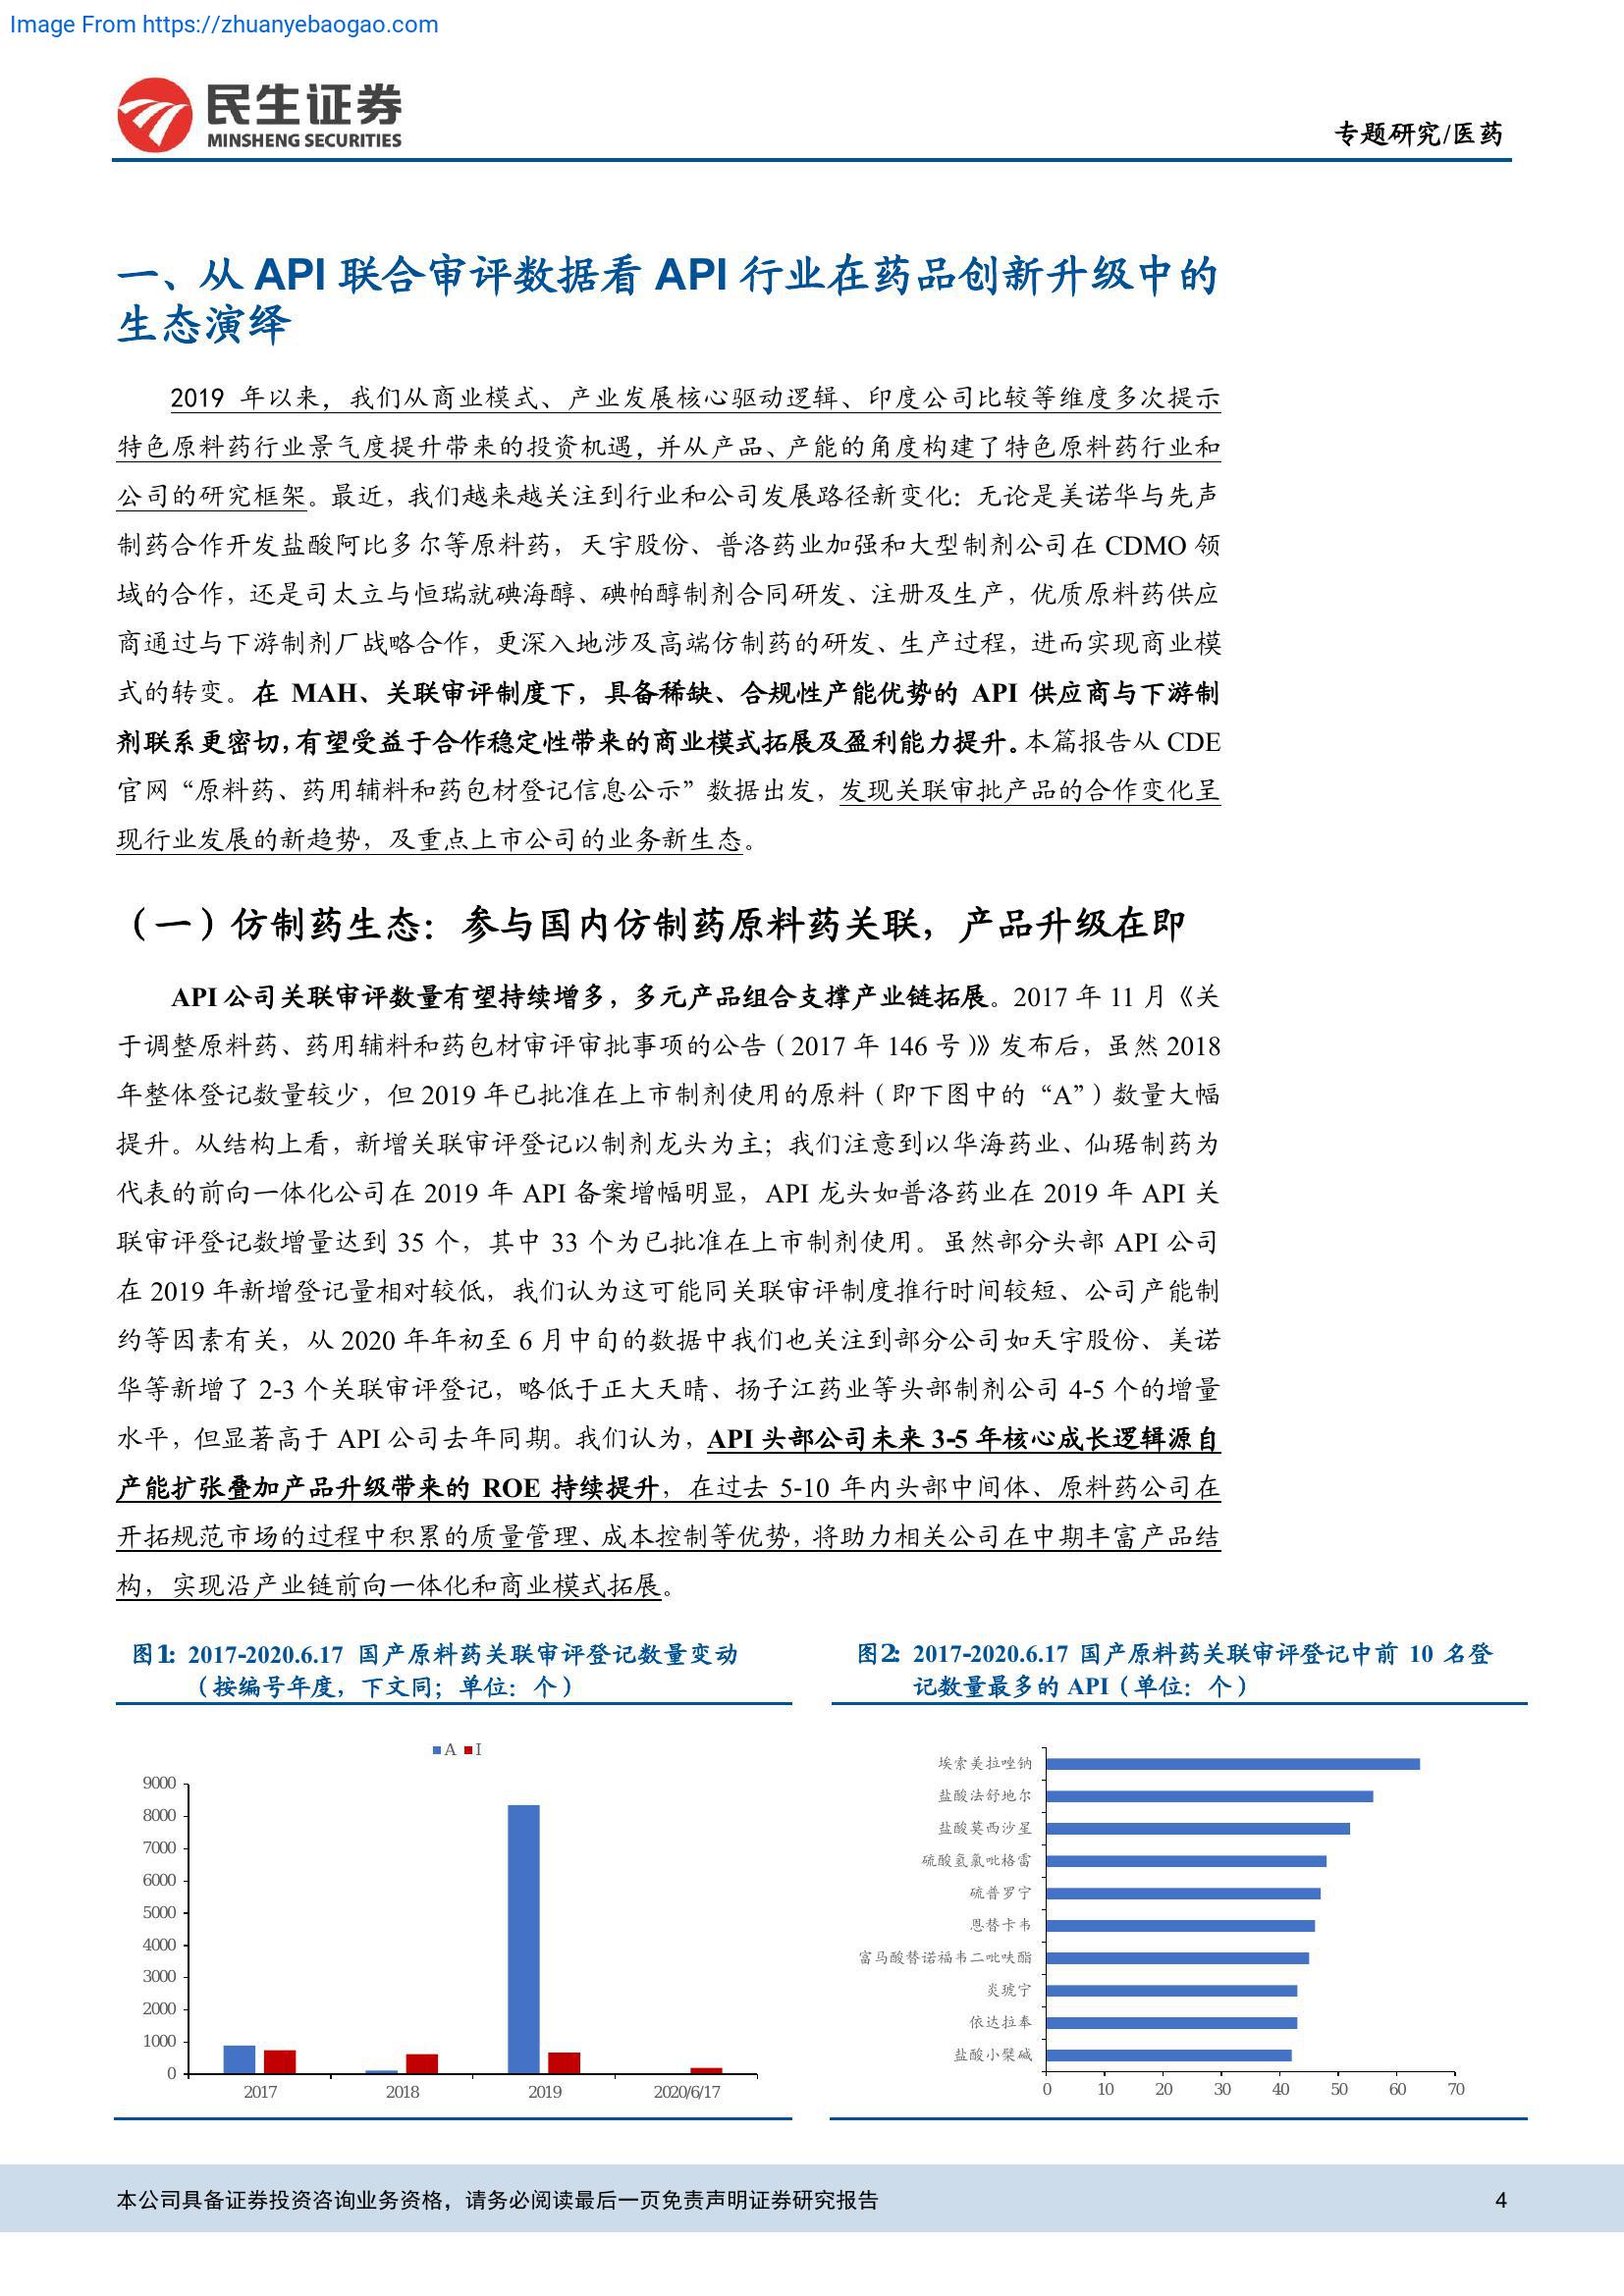 Image From https://zhuanyebaogao.com
民生证券
MINSHENG SECURITIES
专题研究/医药
一、从 API 联合审评数据看 API 行业在药品创新升级中的
生态演绎
2019 年以来，我们从商业模式、产业发展核心驱动逻辑、印度公司比较等维度多次提示
特色原料药行业景气度提升带来的投资机遇，并从产品、产能的角度构建了特色原料药行业和
公司的研究框架。最近，我们越来越关注到行业和公司发展路径新变化：无论是美诺华与先声
制药合作开发盐酸阿比多尔等原料药，天宇股份、普洛药业加强和大型制剂公司在 CDMO 领
域的合作，还是司太立与恒瑞就碘海醇、碘帕醇制剂合同研发、注册及生产，优质原料药供应
商通过与下游制剂厂战略合作，更深入地涉及高端仿制药的研发、生产过程，进而实现商业模
式的转变。在 MAH、关联审评制度下，具备稀缺、合规性产能优势的 API 供应商与下游制
剂联系更密切，有望受益于合作稳定性带来的商业模式拓展及盈利能力提升。本篇报告从 CDE
官网“原料药、药用辅料和药包材登记信息公示”数据出发，发现关联审批产品的合作变化呈
现行业发展的新趋势，及重点上市公司的业务新生态。
（一）仿制药生态：参与国内仿制药原料药关联，产品升级在即
API 公司关联审评数量有望持续增多，多元产品组合支撑产业链拓展。2017 年 11 月《关
于调整原料药、药用辅料和药包材审评审批事项的公告（2017 年 146 号）》发布后，虽然 2018
年整体登记数量较少，但 2019 年已批准在上市制剂使用的原料（即下图中的“A”）数量大幅
提升。从结构上看，新增关联审评登记以制剂龙头为主；我们注意到以华海药业、仙琚制药为
代表的前向一体化公司在 2019 年 API 备案增幅明显，API 龙头如普洛药业在 2019 年 API 关
联审评登记数增量达到 35 个，其中 33 个为已批准在上市制剂使用。虽然部分头部 API 公司
在 2019 年新增登记量相对较低，我们认为这可能同关联审评制度推行时间较短、公司产能制
约等因素有关，从 2020 年年初至 6 月中旬的数据中我们也关注到部分公司如天宇股份、美诺
华等新增了 2-3 个关联审评登记，略低于正大天晴、扬子江药业等头部制剂公司 4-5 个的增量
水平，但显著高于 API 公司去年同期。我们认为，API 头部公司未来 3-5 年核心成长逻辑源自
产能扩张叠加产品升级带来的 ROE 持续提升，在过去 5-10 年内头部中间体、原料药公司在
开拓规范市场的过程中积累的质量管理、成本控制等优势，将助力相关公司在中期丰富产品结
构，实现沿产业链前向一体化和商业模式拓展。
图1: 2017-2020.6.17 国产原料药关联审评登记数量变动
（按编号年度，下文同；单位：个）
A I
9000
8000
7000
6000
5000
4000
3000
2000
1000
0
2017 2018 2019 2020/6/17
图2: 2017-2020.6.17 国产原料药关联审评登记中前 10 名登
记数量最多的 API（单位：个）
埃索美拉唑钠
盐酸法舒地尔
盐酸莫西沙星
硫酸氢氯吡格雷
硫普罗宁
恩替卡韦
富马酸替诺福韦二吡呋酯
炎琥宁
依达拉奉
盐酸小檗碱
0 10 20 30 40 50 60 70
本公司具备证券投资咨询业务资格，请务必阅读最后一页免责声明证券研究报告
4